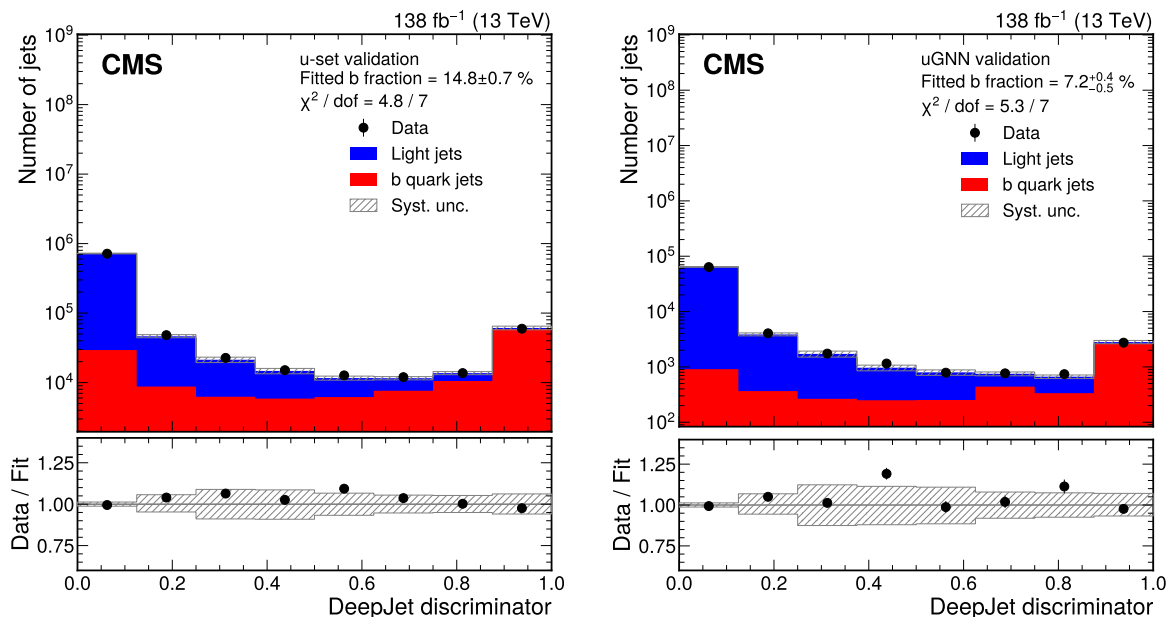 138 fb⁻¹ (13 TeV)
CMS
u-set validation
Fitted b fraction = 14.8±0.7 %
χ² / dof = 4.8 / 7
Data
Light jets
b quark jets
Syst. unc.
Number of jets
10⁹
10⁸
10⁷
10⁶
10⁵
10⁴
Data / Fit
1.25
1.00
0.75
0.0 0.2 0.4 0.6 0.8 1.0
DeepJet discriminator
138 fb⁻¹ (13 TeV)
CMS
uGNN validation
Fitted b fraction = 7.2⁺⁰·⁴₋₀.₅ %
χ² / dof = 5.3 / 7
Data
Light jets
b quark jets
Syst. unc.
Number of jets
10⁹
10⁸
10⁷
10⁶
10⁵
10⁴
10³
10²
Data / Fit
1.25
1.00
0.75
0.0 0.2 0.4 0.6 0.8 1.0
DeepJet discriminator